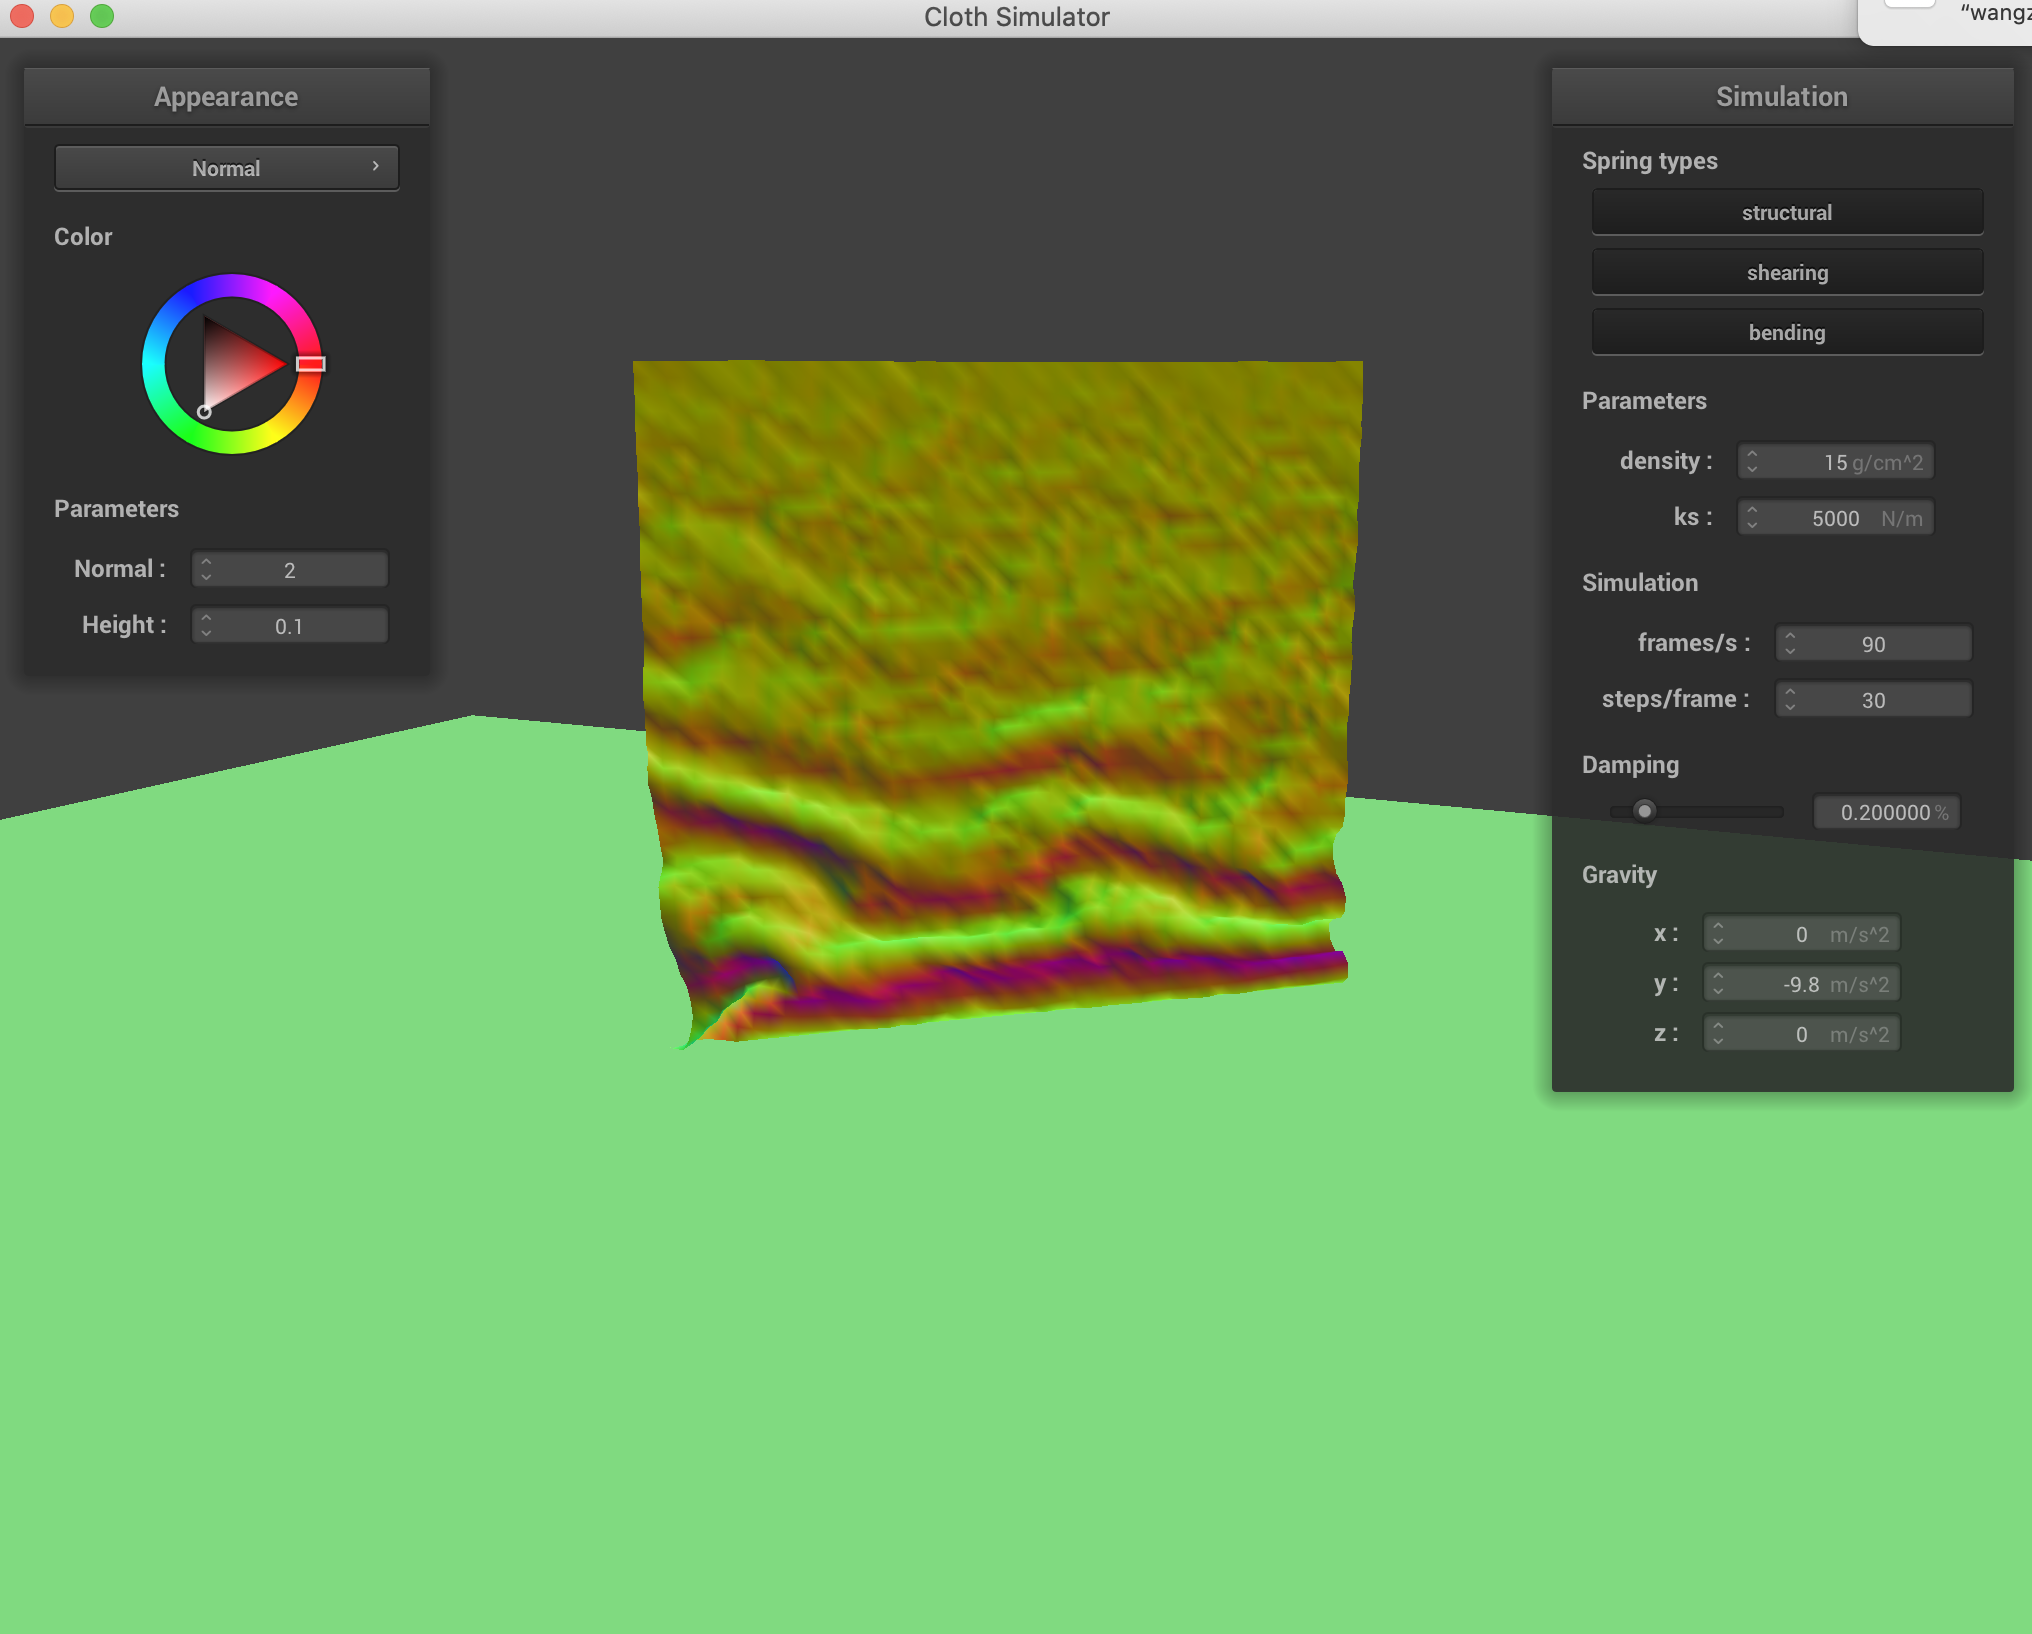 Cloth Simulator
“wangz
Appearance
Normal
Color
Parameters
Normal : 2
Height : 0.1
Simulation
Spring types
structural
shearing
bending
Parameters
density : 15 g/cm^2
ks : 5000 N/m
Simulation
frames/s : 90
steps/frame : 30
Damping
0.200000 %
Gravity
x : 0 m/s^2
y : -9.8 m/s^2
z : 0 m/s^2